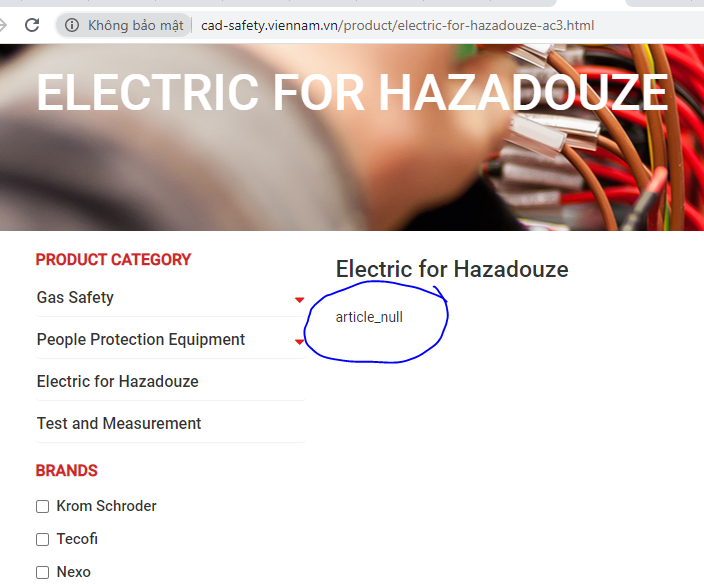 Không bảo mật
cad-safety.viennam.vn/product/electric-for-hazadouze-ac3.html
ELECTRIC FOR HAZADOUZE
PRODUCT CATEGORY
Gas Safety
People Protection Equipment
Electric for Hazadouze
Test and Measurement
BRANDS
Krom Schroder
Tecofi
Nexo
Electric for Hazadouze
article_null